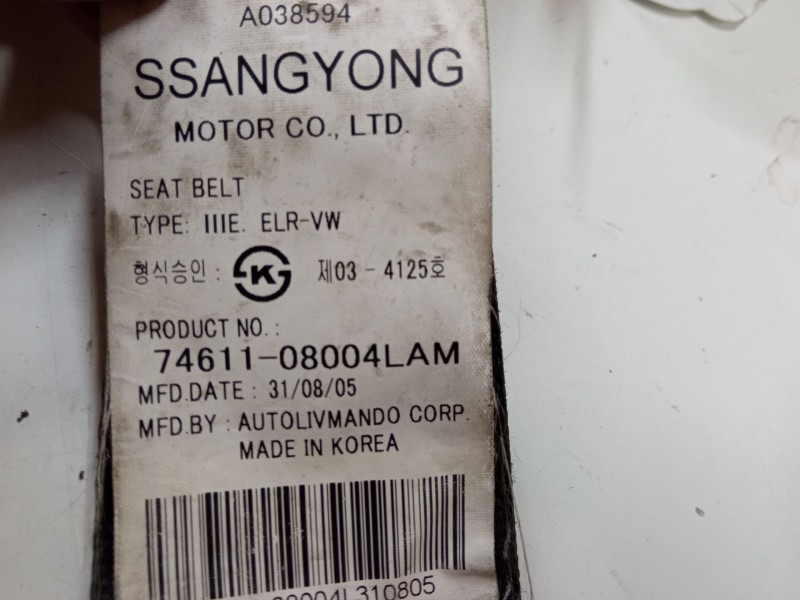 A038594
SSANGYONG
MOTOR CO., LTD.
SEAT BELT
TYPE: IIIE. ELR-VW
형식승인 : K 제03 - 4125호
PRODUCT NO. :
74611-08004LAM
MFD.DATE : 31/08/05
MFD.BY : AUTOLIVMANDO CORP.
MADE IN KOREA
08004L310805